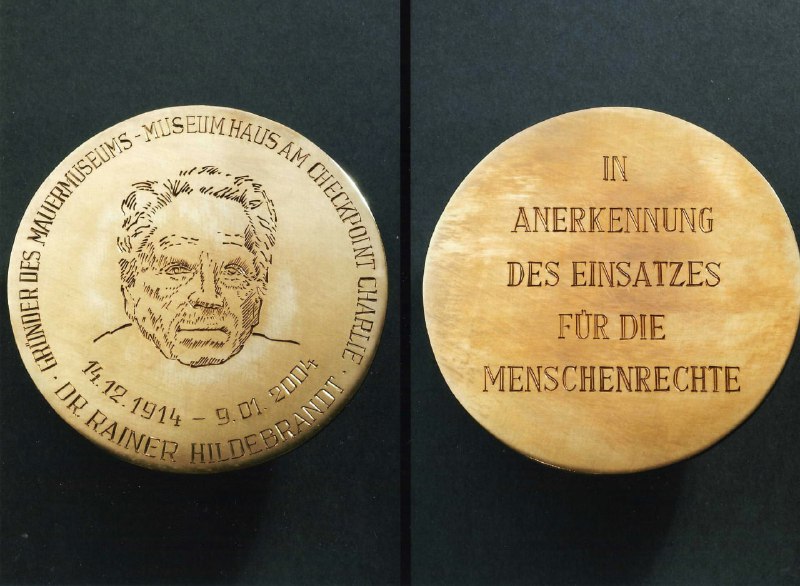 GRÜNDER DES MAUERMUSEUMS - MUSEUM HAUS AM CHECKPOINT CHARLIE
14.12.1914 - 9.01.2004
· DR. RAINER HILDEBRANDT ·
IN
ANERKENNUNG
DES EINSATZES
FÜR DIE
MENSCHENRECHTE